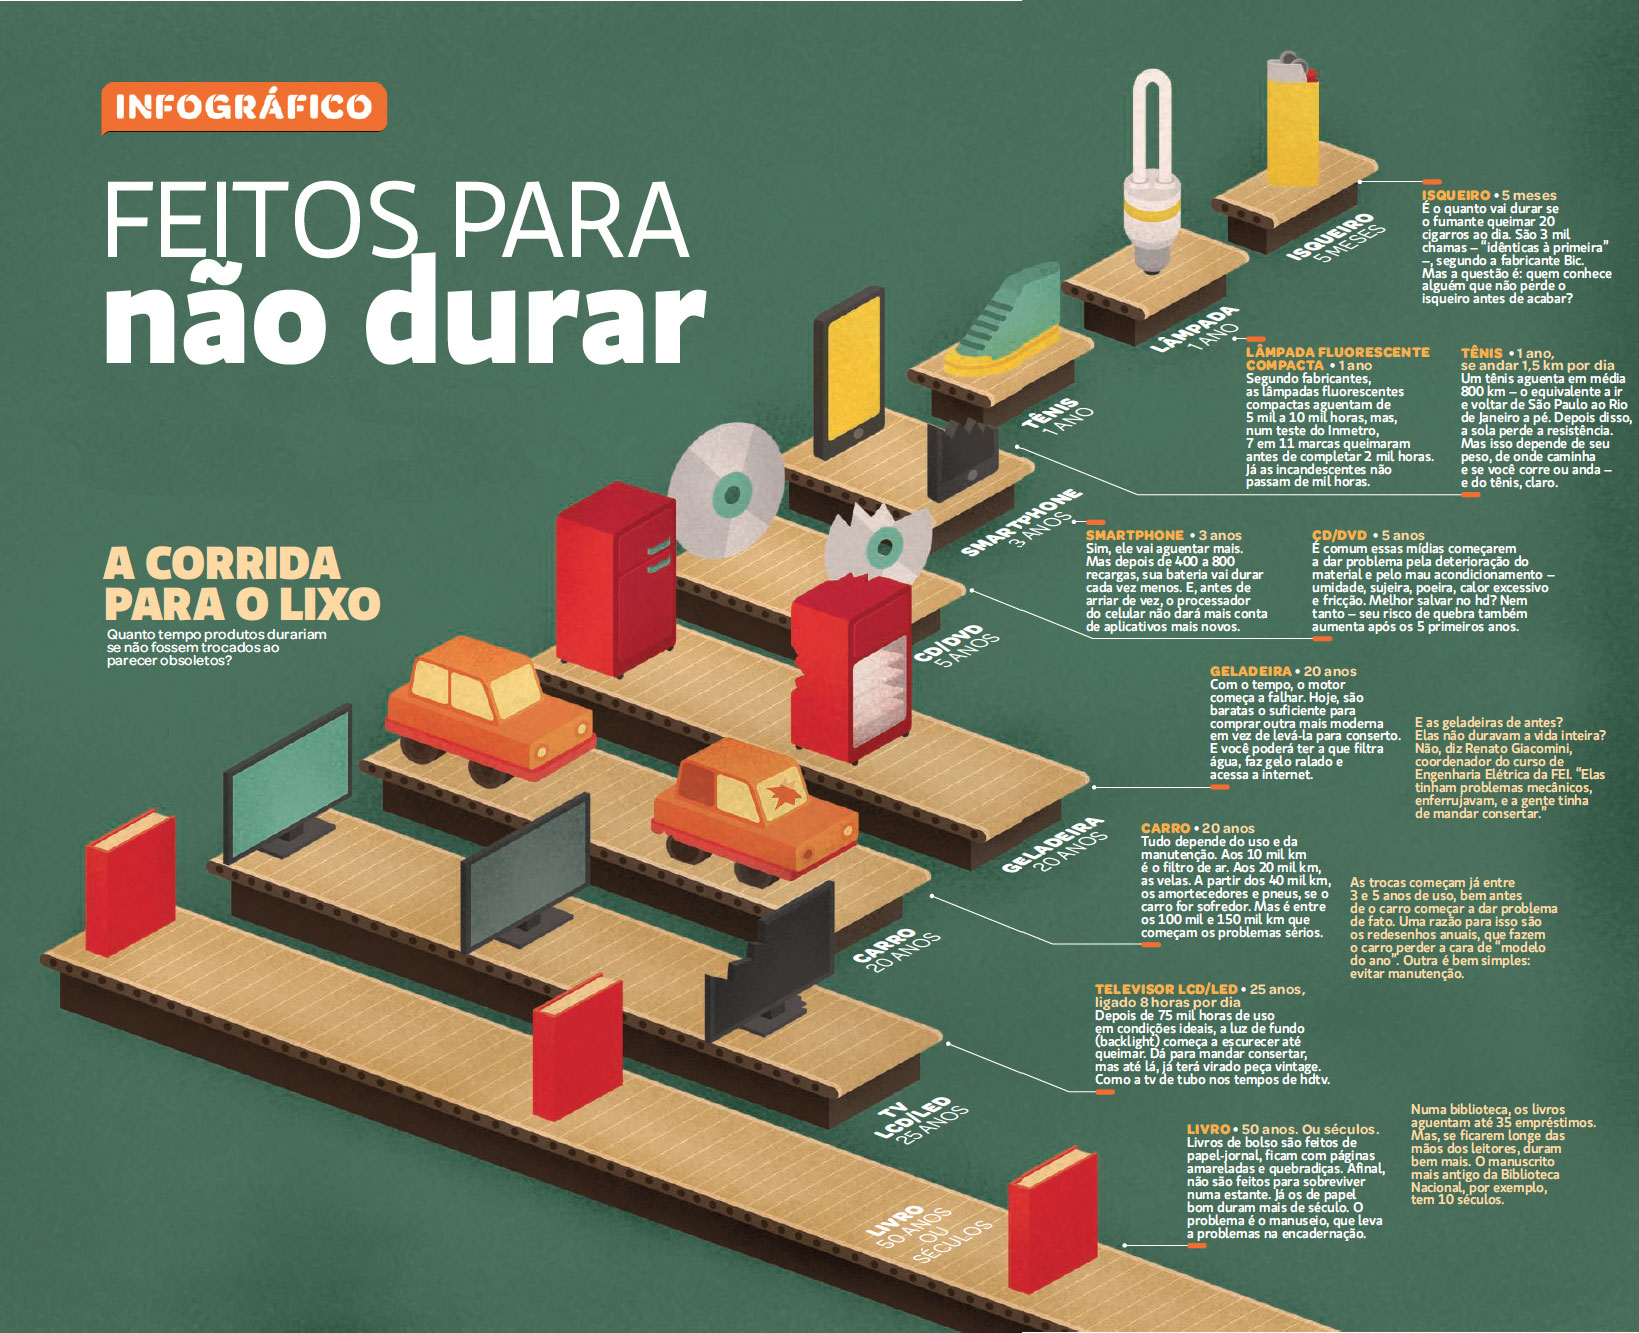 INFOGRÁFICO
FEITOS PARA
não durar
A CORRIDA
PARA O LIXO
Quanto tempo produtos durariam
se não fossem trocados ao
parecer obsoletos?
ISQUEIRO
5 MESES
ISQUEIRO • 5 meses
É o quanto vai durar se
o fumante queimar 20
cigarros ao dia. São 3 mil
chamas – “idênticas à primeira”
–, segundo a fabricante Bic.
Mas a questão é: quem conhece
alguém que não perde o
isqueiro antes de acabar?
LÂMPADA
1 ANO
LÂMPADA FLUORESCENTE
COMPACTA • 1 ano
Segundo fabricantes,
as lâmpadas fluorescentes
compactas aguentam de
5 mil a 10 mil horas, mas,
num teste do Inmetro,
7 em 11 marcas queimaram
antes de completar 2 mil horas.
Já as incandescentes não
passam de mil horas.
TÊNIS
1 ANO
TÊNIS • 1 ano,
se andar 1,5 km por dia
Um tênis aguenta em média
800 km – o equivalente a ir
e voltar de São Paulo ao Rio
de Janeiro a pé. Depois disso,
a sola perde a resistência.
Mas isso depende de seu
peso, de onde caminha
e se você corre ou anda –
e do tênis, claro.
SMARTPHONE
3 ANOS
SMARTPHONE • 3 anos
Sim, ele vai aguentar mais.
Mas depois de 400 a 800
recargas, sua bateria vai durar
cada vez menos. E, antes de
arriar de vez, o processador
do celular não dará mais conta
de aplicativos mais novos.
CD/DVD
5 ANOS
CD/DVD • 5 anos
É comum essas mídias começarem
a dar problema pela deterioração do
material e pelo mau acondicionamento –
umidade, sujeira, poeira, calor excessivo
e fricção. Melhor salvar no hd? Nem
tanto – seu risco de quebra também
aumenta após os 5 primeiros anos.
GELADEIRA
20 ANOS
GELADEIRA • 20 anos
Com o tempo, o motor
começa a falhar. Hoje, são
baratas o suficiente para
comprar outra mais moderna
em vez de levá-la para conserto.
E você poderá ter a que filtra
água, faz gelo ralado e
acessa a internet.
E as geladeiras de antes?
Elas não duravam a vida inteira?
Não, diz Renato Giacomini,
coordenador do curso de
Engenharia Elétrica da FEI. “Elas
tinham problemas mecânicos,
enferrujavam, e a gente tinha
de mandar consertar.”
CARRO
20 ANOS
CARRO • 20 anos
Tudo depende do uso e da
manutenção. Aos 10 mil km
é o filtro de ar. Aos 20 mil km,
as velas. A partir dos 40 mil km,
os amortecedores e pneus, se o
carro for sofredor. Mas é entre
os 100 mil e 150 mil km que
começam os problemas sérios.
As trocas começam já entre
3 e 5 anos de uso, bem antes
de o carro começar a dar problema
de fato. Uma razão para isso são
os redesenhos anuais, que fazem
o carro perder a cara de “modelo
do ano”. Outra é bem simples:
evitar manutenção.
TV
LCD/LED
25 ANOS
TELEVISOR LCD/LED • 25 anos,
ligado 8 horas por dia
Depois de 75 mil horas de uso
em condições ideais, a luz de fundo
(backlight) começa a escurecer até
queimar. Dá para mandar consertar,
mas até lá, já terá virado peça vintage.
Como a tv de tubo nos tempos de hdtv.
LIVRO
50 ANOS
OU
SÉCULOS
LIVRO • 50 anos. Ou séculos.
Livros de bolso são feitos de
papel-jornal, ficam com páginas
amareladas e quebradiças. Afinal,
não são feitos para sobreviver
numa estante. Já os de papel
bom duram mais de século. O
problema é o manuseio, que leva
a problemas na encadernação.
Numa biblioteca, os livros
aguentam até 35 empréstimos.
Mas, se ficarem longe das
mãos dos leitores, duram
bem mais. O manuscrito
mais antigo da Biblioteca
Nacional, por exemplo,
tem 10 séculos.